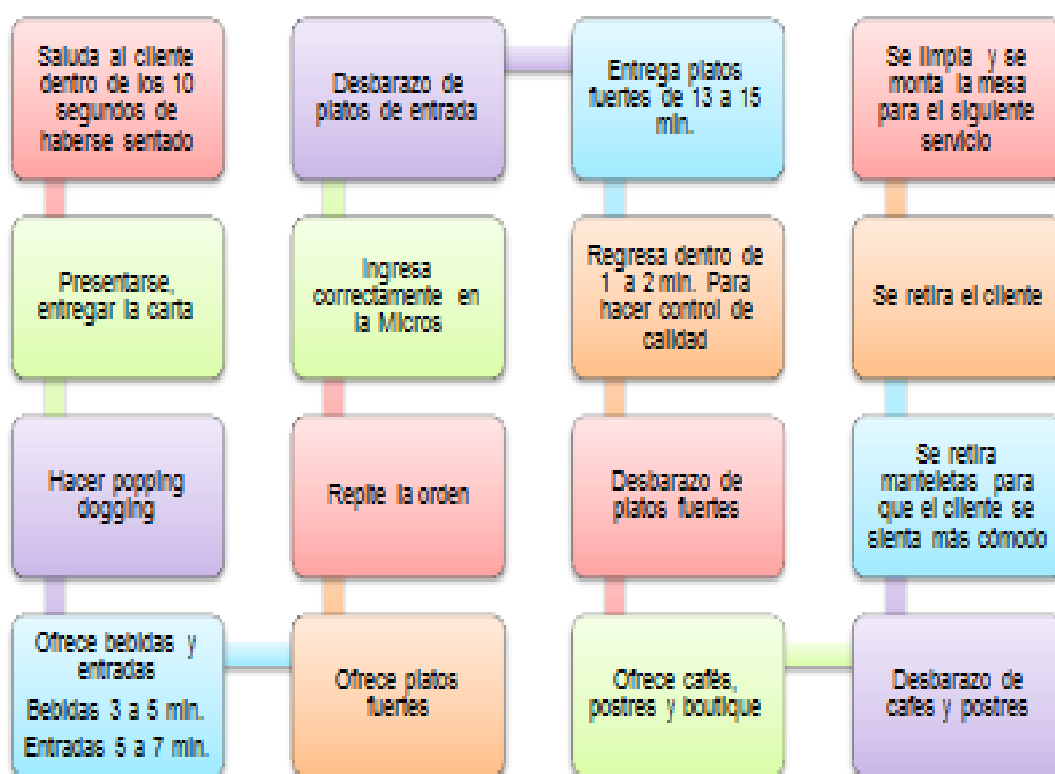 Saluda al cliente
dentro de los 10
segundos de
haberse sentado
Presentarse,
entregar la carta
Hacer popping
dogging
Ofrece bebidas y
entradas
Bebidas 3 a 5 min.
Entradas 5 a 7 min.
Ofrece platos
fuertes
Repite la orden
Ingresa
correctamente en
la Micros
Desbarazo de
platos de entrada
Entrega platos
fuertes de 13 a 15
min.
Regresa dentro de
1 a 2 min. Para
hacer control de
calidad
Desbarazo de
platos fuertes
Ofrece cafés,
postres y boutique
Desbarazo de
cafes y postres
Se retira
manteletas para
que el cliente se
sienta más cómodo
Se retira el cliente
Se limpia y se
monta la mesa
para el siguiente
servicio